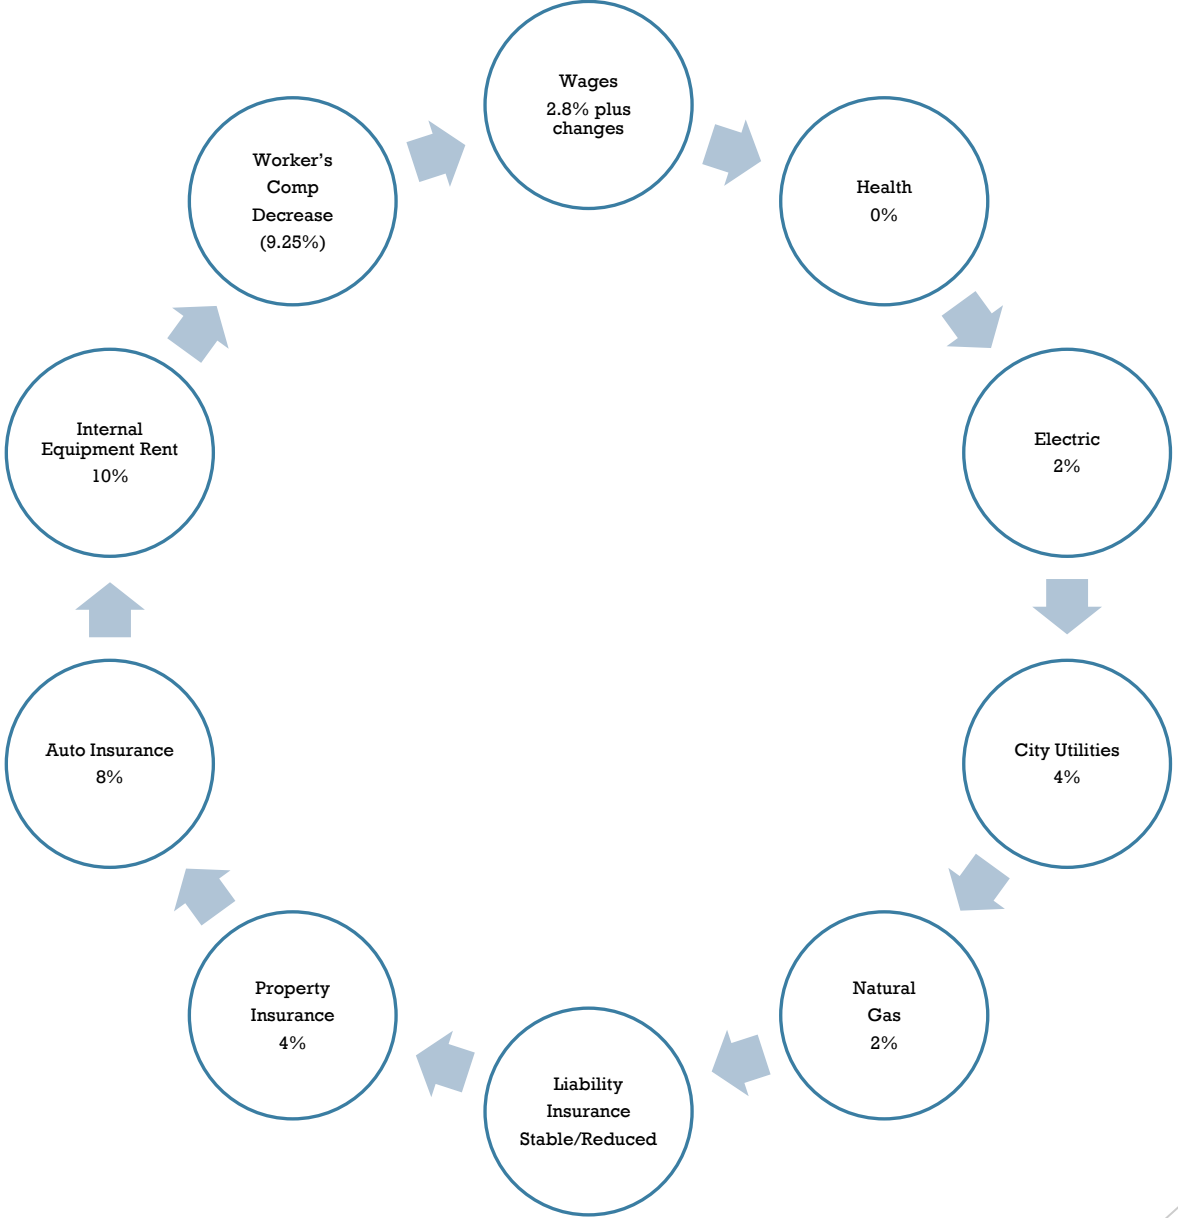 Wages
2.8% plus
changes
Health
0%
Electric
2%
City Utilities
4%
Natural
Gas
2%
Liability
Insurance
Stable/Reduced
Property
Insurance
4%
Auto Insurance
8%
Internal
Equipment Rent
10%
Worker’s
Comp
Decrease
(9.25%)